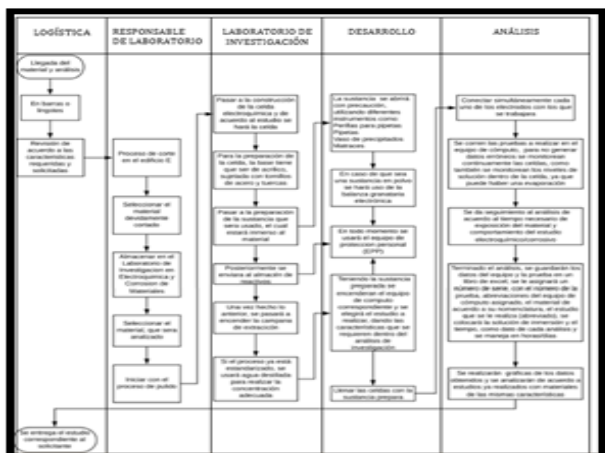 LOGÍSTICA
RESPONSABLE
DE LABORATORIO
LABORATORIO DE
INVESTIGACIÓN
DESARROLLO
ANÁLISIS
Llegada del
material y análisis
En barras o
lingotes
Revisión de
acuerdo a las
características
requeridas y
solicitadas
Proceso de corte
en el edificio E
Seleccionar el
material
devidamente
cortado
Almacenar en el
Laboratorio de
Investigacion en
Electroquimica y
Corrosion de
Materiales
Seleccionar el
material, que sera
analizado
Iniciar con el
proceso de pulido
Pasar a la construcción
de la celda
electroquímica y de
acuerdo al estudio se
hará la celda
Para la preparación de
la celda, la base tiene
que ser de acrílico,
sujetada con tornillos
de acero y tuercas
Pasar a la preparación
de la sustancia que
sera usado, el cual
estará inmerso al
material
Posteriormente se
enviara al almacén de
reactivos
Una vez hecho lo
anterior, se pasará a
encender la campana
de extracción
Si el proceso ya está
estandarizado, se
usará agua destilada
para realizar la
concentración
adecuada
La sustancia se abrirá
con precaución,
utilizando diferentes
instrumentos como:
Perillas para pipetas
Pipetas
Vaso de precipitados
Matraces
En caso de que sea
una sustancia en polvo
se hará uso de la
balanza granataria
electrónica
En todo momento se
usará el equipo de
protección personal
(EPP)
Teniendo la sustancia
preparada se
encenderan el equipo
de cómputo
correspondiente y se
elegirá el estudio a
realizar, dando las
características que se
requieren dentro del
análisis de
investigación
Llenar las celdas con la
sustancia prepara
Conectar simultáneamente cada
uno de los electrodos con los que
se trabajara
Se corren las pruebas a realizar en el
equipo de cómputo, para no generar
datos erróneos se monitorean
continuamente las celdas, como
también se monitorean los niveles de
solución dentro de la celda, ya que
puede haber una evaporación
Se da seguimiento al análisis de
acuerdo al tiempo necesario de
exposición del material y
comportamiento del estudio
electroquímico/corrosivo
Terminado el análisis, se guardarán los
datos del equipo y la prueba en un
libro de excel, se le asignará un
número de serie, con el número de la
prueba, abreviaciones del equipo de
cómputo asignado, el material de
acuerdo a su nomenclatura, el estudio
que se le realiza (abreviado), se
colocará la solución de inmersión y el
tiempo, como dato de cada análisis y
se maneja en horas/días
Se realizarán gráficas de los datos
obtenidos y se analizarán de acuerdo a
estudios ya realizados con materiales
de las mismas características
Se entrega el estudio
correspondiente al
solicitante